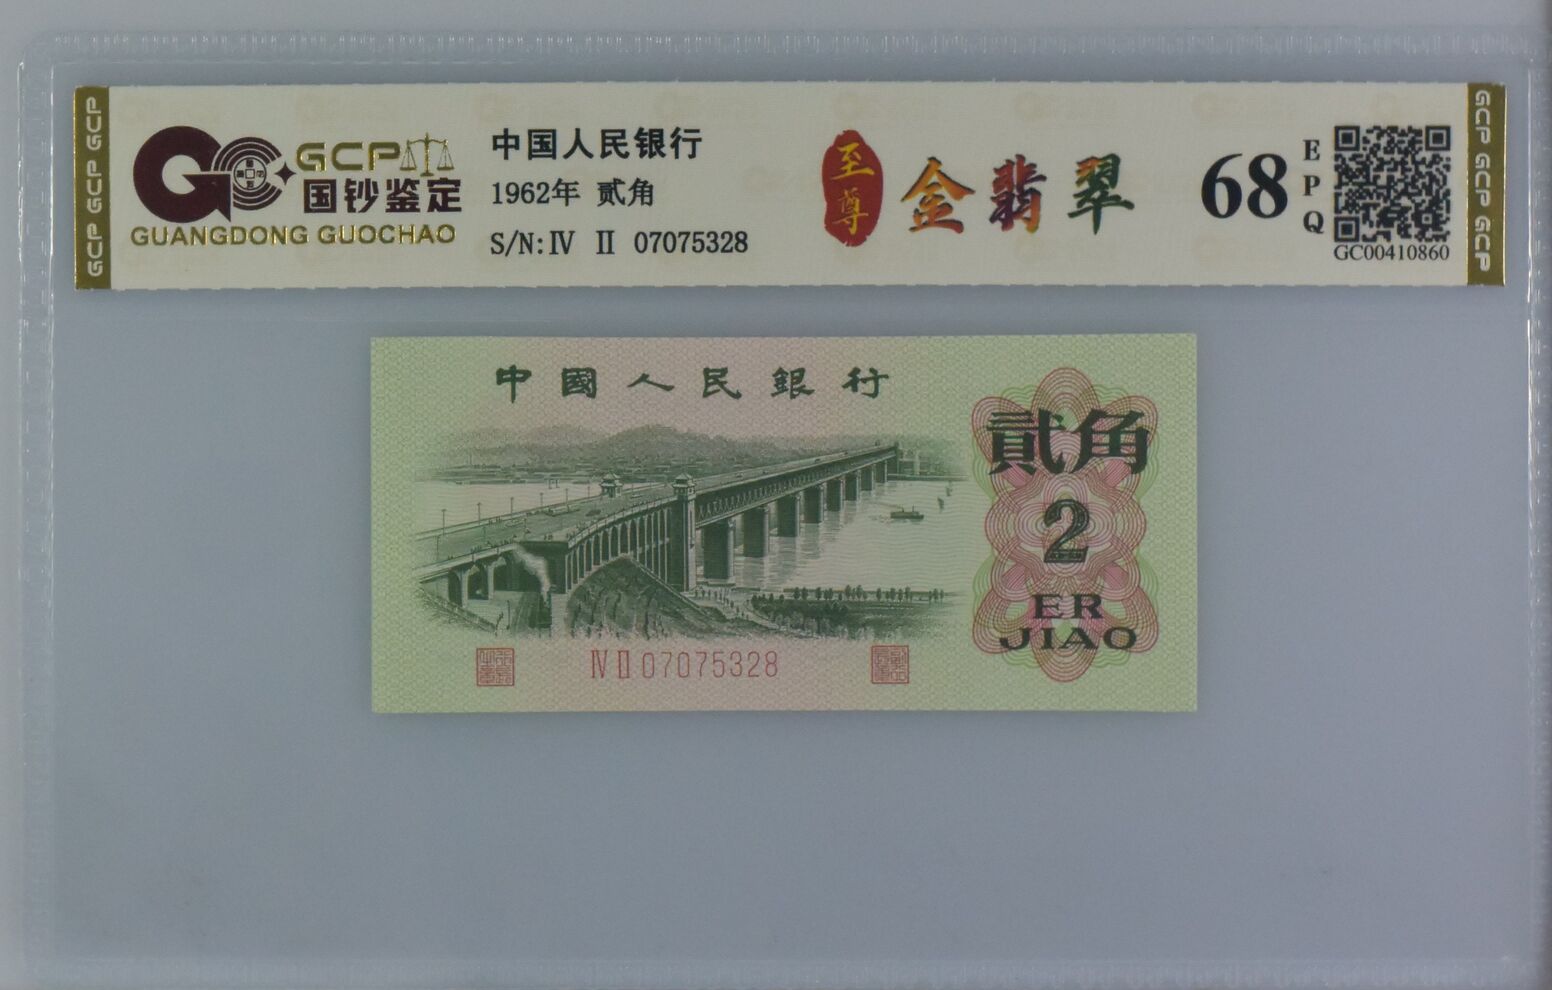 GCP GCP GCP
GCP
国钞鉴定
GUANGDONG GUOCHAO
中国人民银行
1962年 贰角
S/N:Ⅳ Ⅱ 07075328
至尊
金翡翠
68
EPQ
GC00410860
GCP GCP GCP
中國人民銀行
貳角
2
ER
JIAO
Ⅳ Ⅱ 07075328